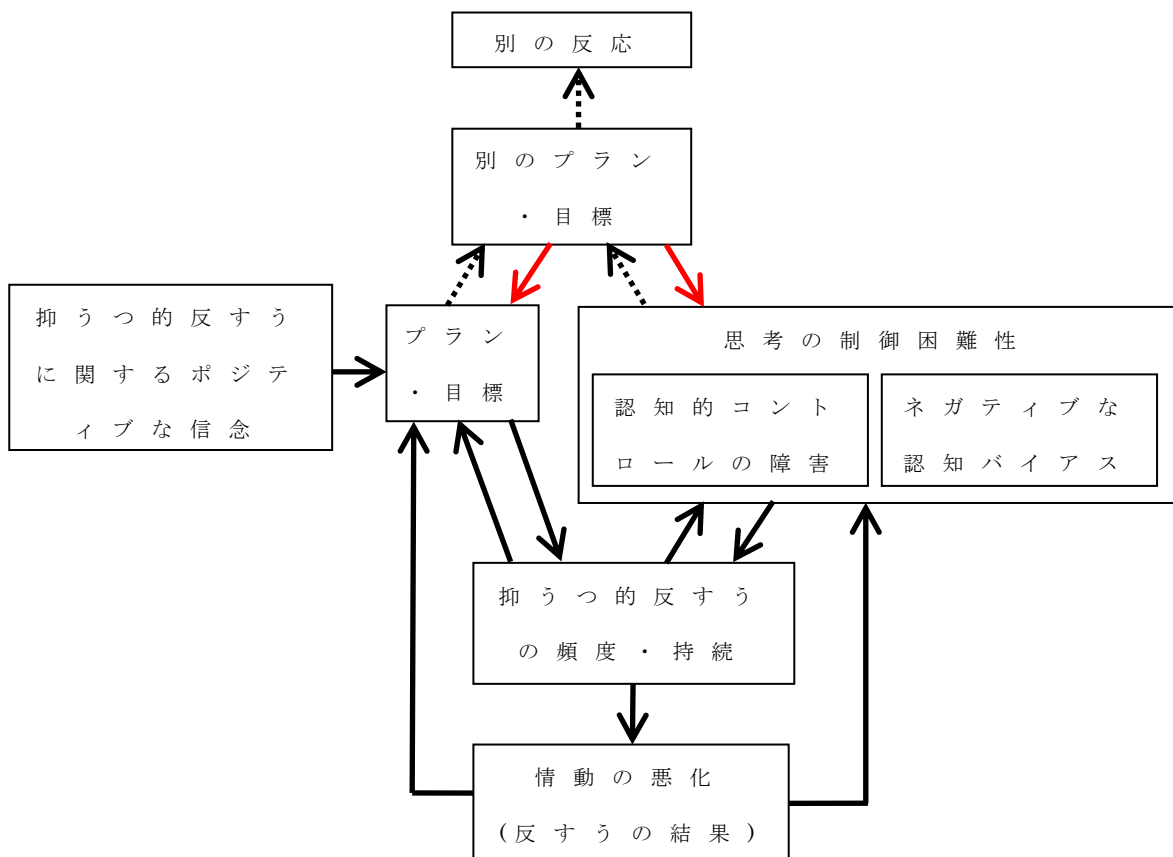 別の反応
別のプラン
・目標
抑うつ的反すう
に関するポジテ
ィブな信念
プラン
・目標
思考の制御困難性
認知的コント
ロールの障害
ネガティブな
認知バイアス
抑うつ的反すう
の頻度・持続
情動の悪化
(反すうの結果)